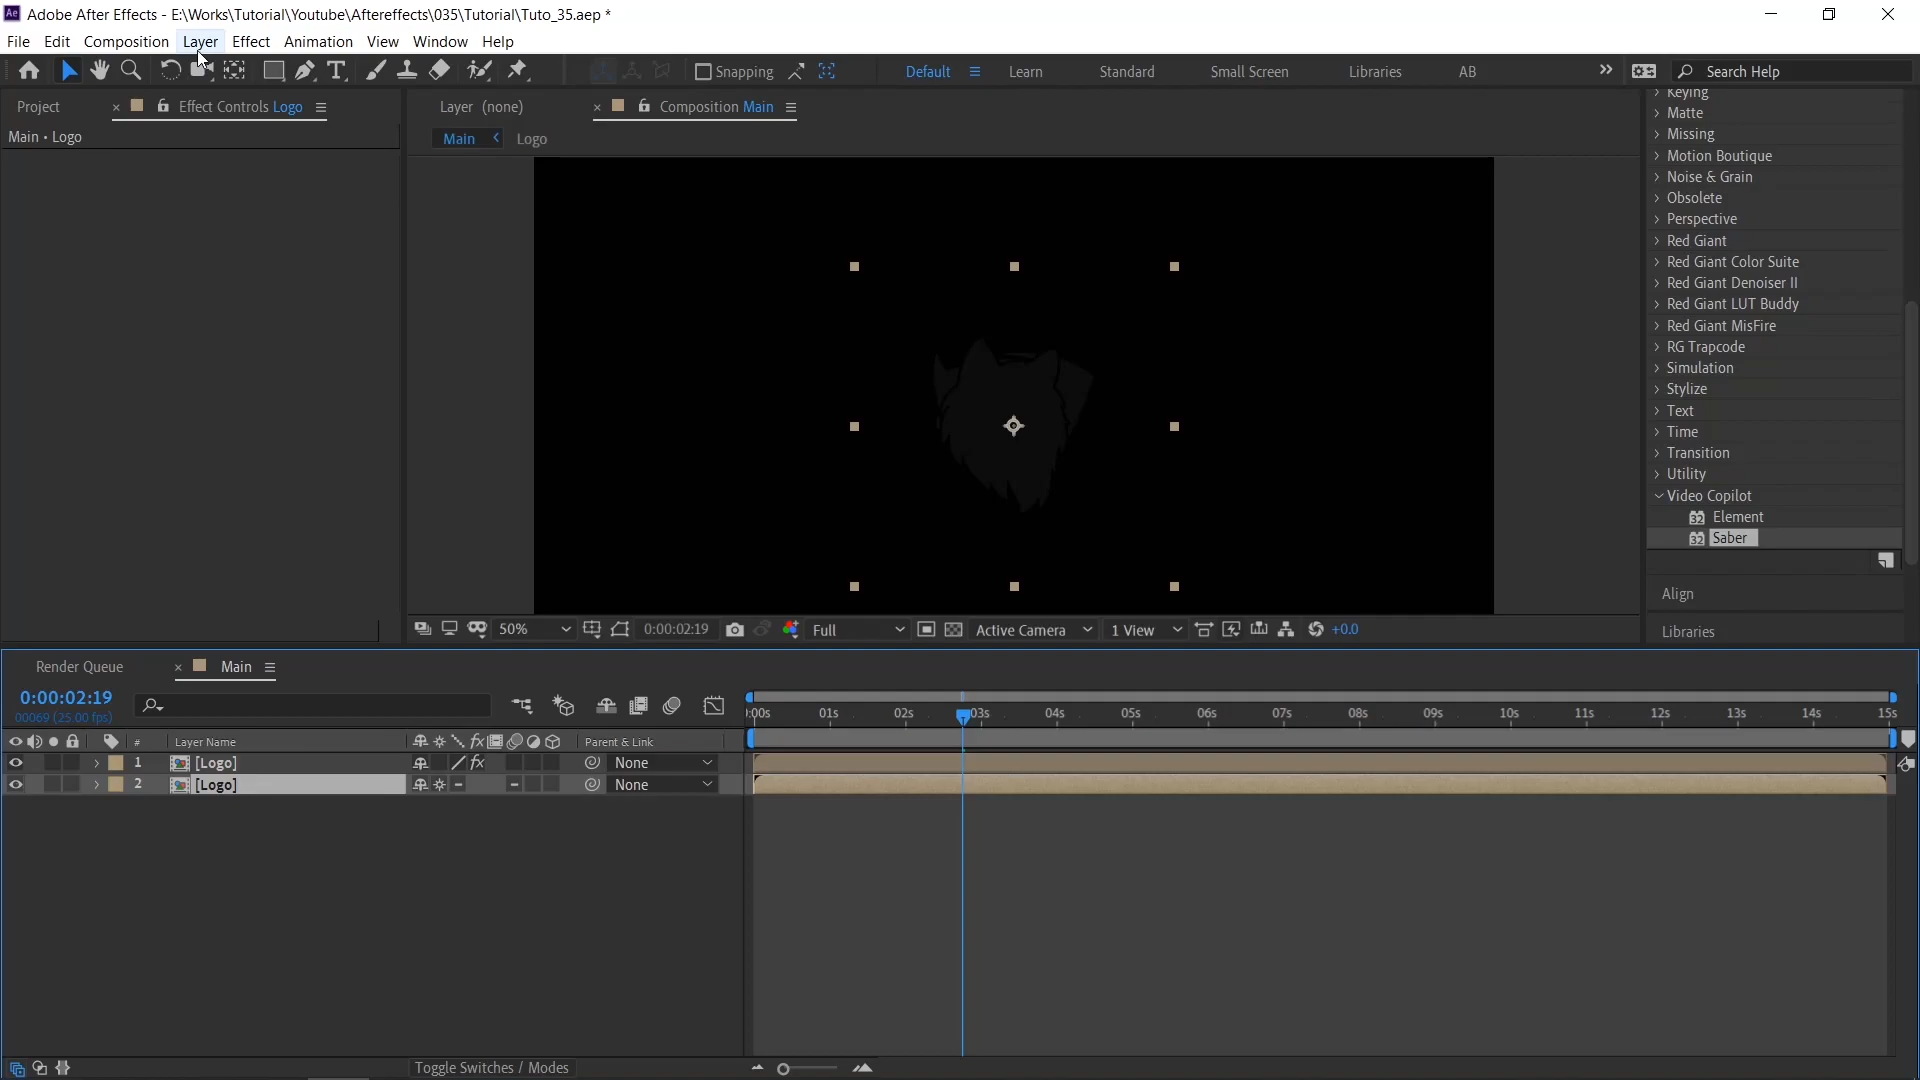 Adobe After Effects - E:\Works\Tutorial\Youtube\Aftereffects\035\Tutorial\Tuto_35.aep *
File Edit Composition Layer Effect Animation View Window Help
Snapping Default Learn Standard Small Screen Libraries AB Search Help
Project Effect Controls Logo Layer (none) Composition Main
Main • Logo
Main Logo
Keying
Matte
Missing
Motion Boutique
Noise & Grain
Obsolete
Perspective
Red Giant
Red Giant Color Suite
Red Giant Denoiser II
Red Giant LUT Buddy
Red Giant MisFire
RG Trapcode
Simulation
Stylize
Text
Time
Transition
Utility
Video Copilot
32 Element
32 Saber
Align
Libraries
50% 0:00:02:19 Full Active Camera 1 View +0.0
Render Queue Main
0:00:02:19
00069 (25.00 fps)
:00s 01s 02s 03s 04s 05s 06s 07s 08s 09s 10s 11s 12s 13s 14s 15s
# Layer Name fx Parent & Link
1 [Logo] fx None
2 [Logo] None
Toggle Switches / Modes